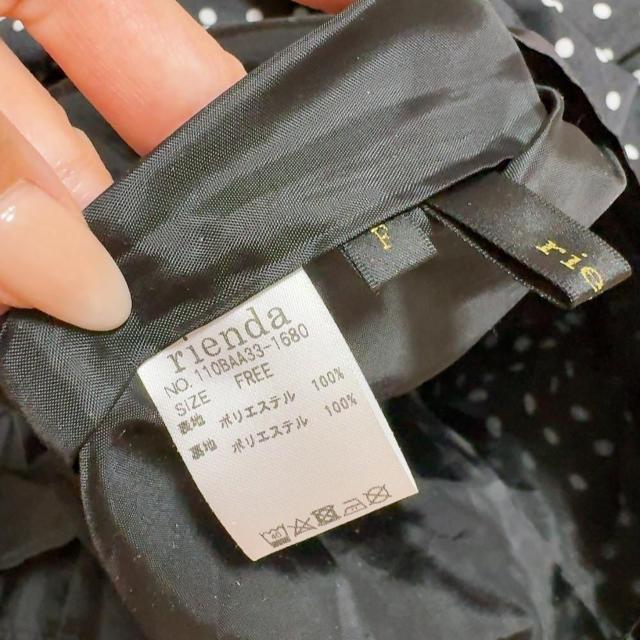 F
rie
rienda
NO. 110BAA33-1680
SIZE FREE
表地 ポリエステル 100%
裏地 ポリエステル 100%
40